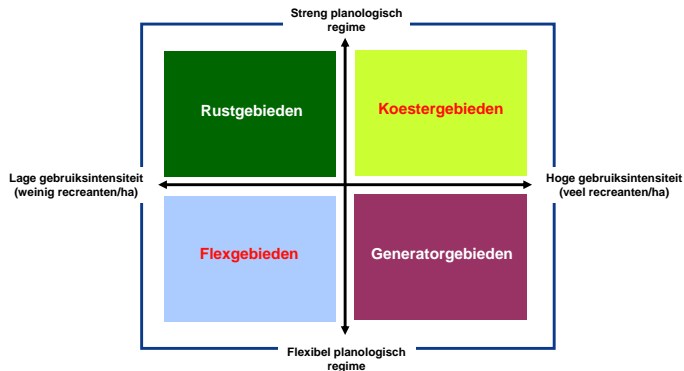 Streng planologisch
regime
Rustgebieden
Koestergebieden
Lage gebruiksintensiteit
(weinig recreanten/ha)
Hoge gebruiksintensiteit
(veel recreanten/ha)
Flexgebieden
Generatorgebieden
Flexibel planologisch
regime